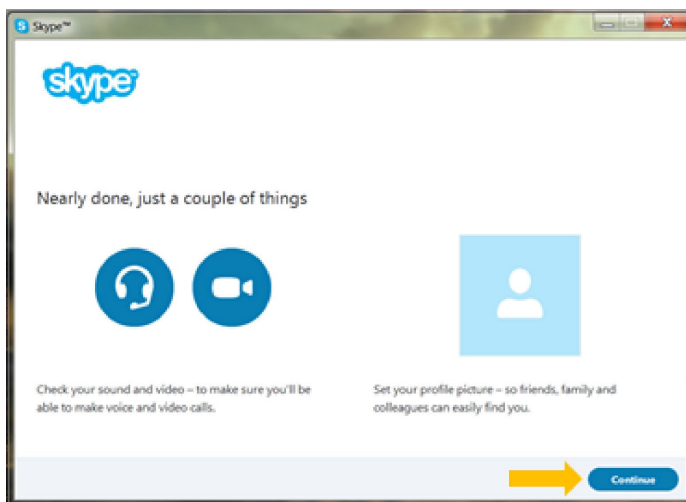 Skype™
skype™
Nearly done, just a couple of things
Check your sound and video – to make sure you'll be
able to make voice and video calls.
Set your profile picture – so friends, family and
colleagues can easily find you.
Continue